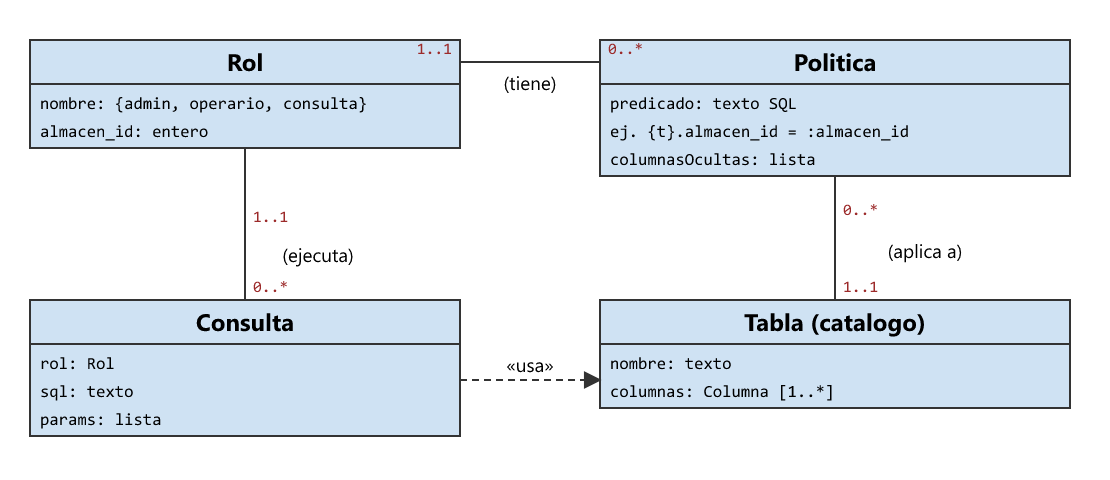 Rol
1..1
nombre: {admin, operario, consulta}
almacen_id: entero
(tiene)
0..*
Politica
predicado: texto SQL
ej. {t}.almacen_id = :almacen_id
columnasOcultas: lista
1..1
(ejecuta)
0..*
0..*
(aplica a)
1..1
Consulta
rol: Rol
sql: texto
params: lista
«usa»
Tabla (catalogo)
nombre: texto
columnas: Columna [1..*]